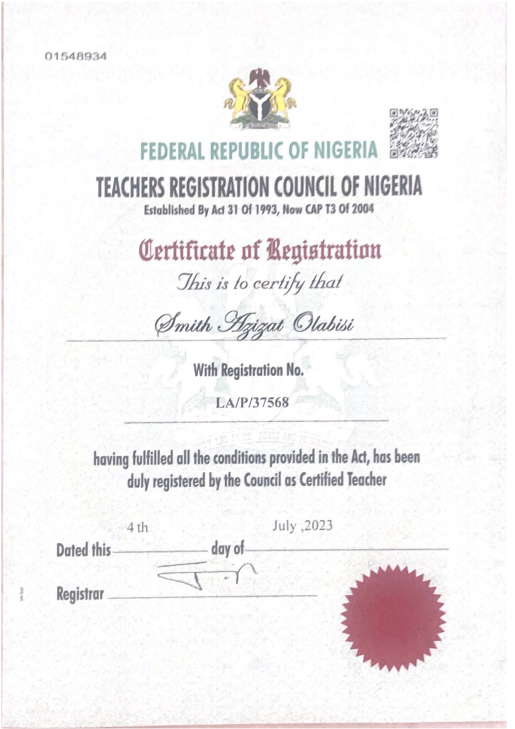 01548934
FEDERAL REPUBLIC OF NIGERIA
TEACHERS REGISTRATION COUNCIL OF NIGERIA
Established By Act 31 Of 1993, Now CAP T3 Of 2004
Certificate of Registration
This is to certify that
Smith Azizat Olabisi
With Registration No.
LA/P/37568
having fulfilled all the conditions provided in the Act, has been
duly registered by the Council as Certified Teacher
4 th July ,2023
Dated this day of
Registrar